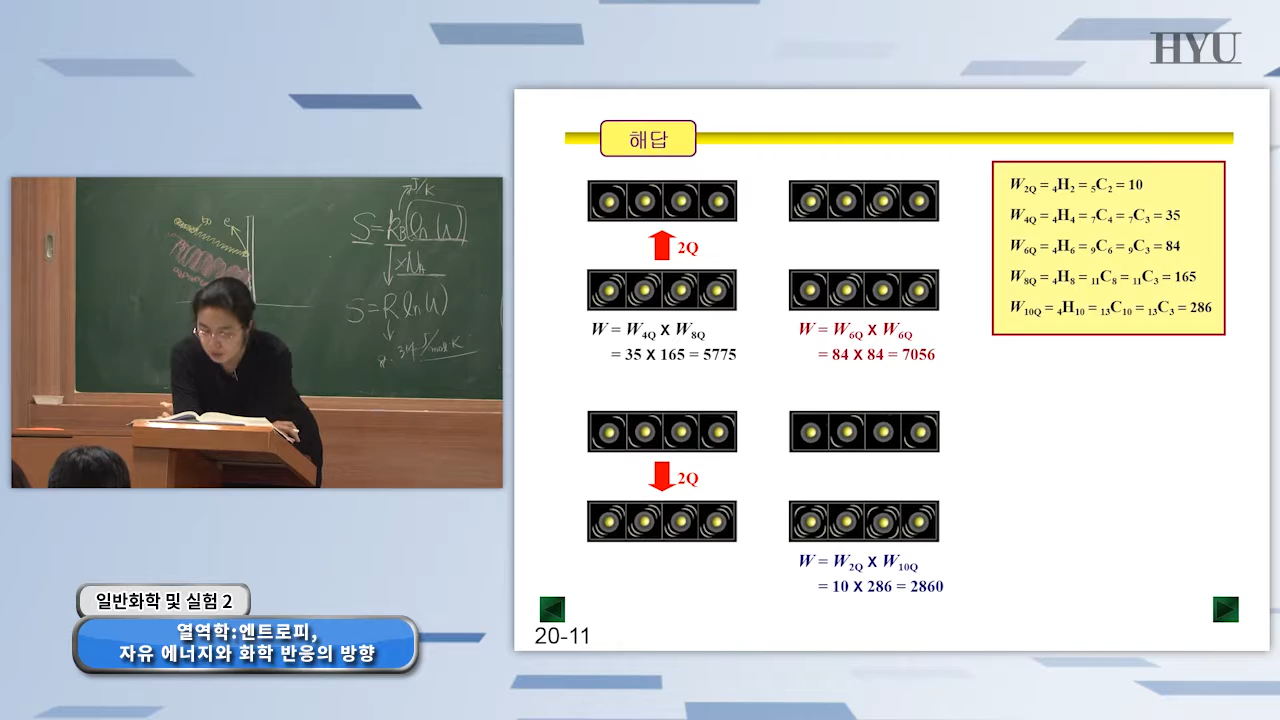 HYU
해답
2Q
W = W4Q x W8Q
= 35 x 165 = 5775
W = W6Q x W6Q
= 84 x 84 = 7056
W2Q = 4H2 = 5C2 = 10
W4Q = 4H4 = 7C4 = 7C3 = 35
W6Q = 4H6 = 9C6 = 9C3 = 84
W8Q = 4H8 = 11C8 = 11C3 = 165
W10Q = 4H10 = 13C10 = 13C3 = 286
2Q
W = W2Q x W10Q
= 10 x 286 = 2860
20-11
J/K
S=kB ln W
×NA
S=R ln W
8.314 J/mol K
일반화학 및 실험 2
열역학:엔트로피,
자유 에너지와 화학 반응의 방향